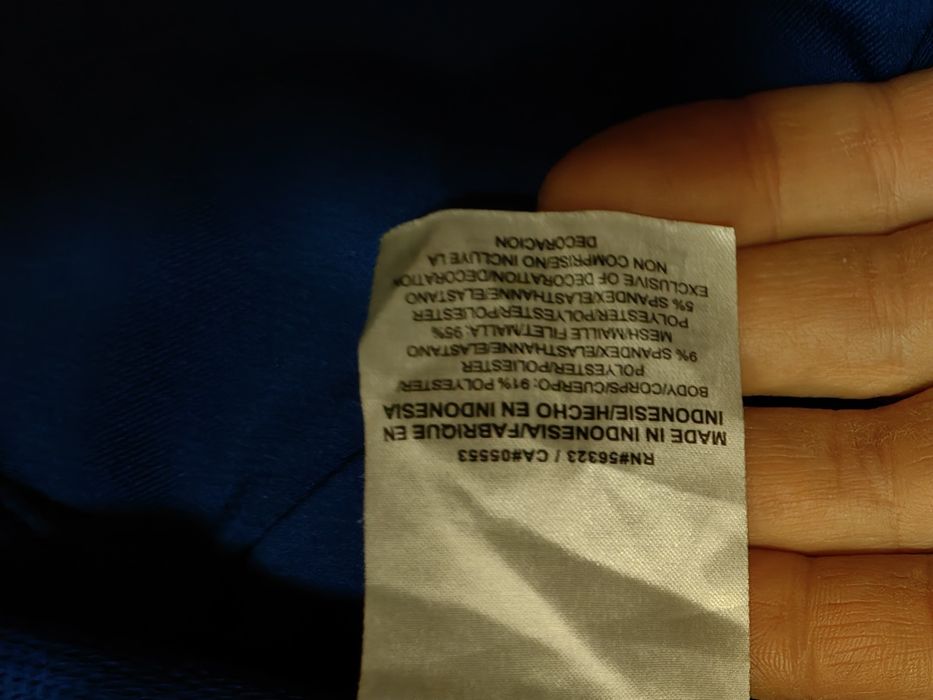 RN#56323 / CA#05553
MADE IN INDONESIA/FABRIQUE EN
INDONESIE/HECHO EN INDONESIA
BODY/CORPS/CUERPO: 91% POLYESTER/
POLYESTER/POLIESTER
9% SPANDEX/ELASTHANNE/ELASTANO
MESH/MAILLE FILET/MALLA: 95%
POLYESTER/POLYESTER/POLIESTER
5% SPANDEX/ELASTHANNE/ELASTANO
EXCLUSIVE OF DECORATION/DECORATION
NON COMPRISE/NO INCLUYE LA
DECORACION